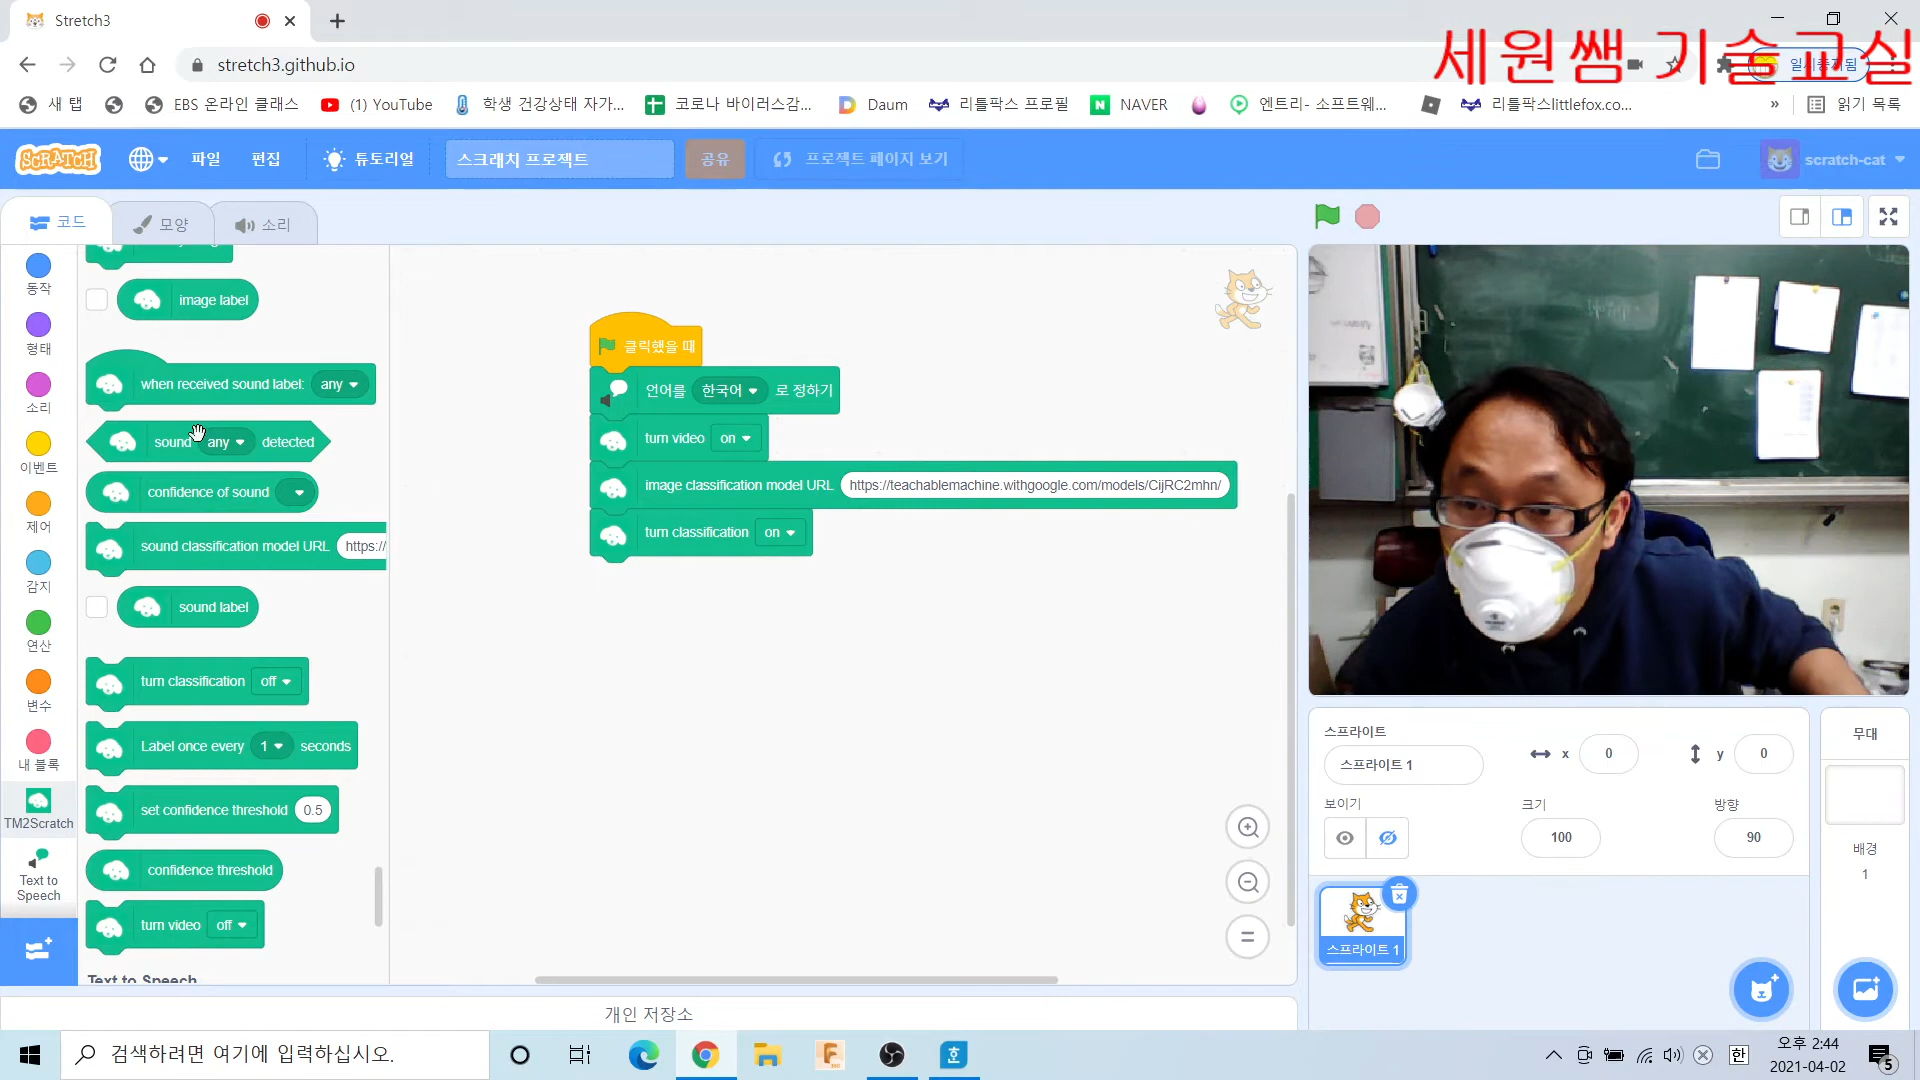 Stretch3
stretch3.github.io
세원쌤 기술교실
일시중지됨
새 탭
EBS 온라인 클래스
(1) YouTube
학생 건강상태 자가...
코로나 바이러스감...
Daum
리틀팍스 프로필
NAVER
엔트리- 소프트웨...
리틀팍스littlefox.co...
»
읽기 목록
SCRATCH
파일
편집
튜토리얼
스크래치 프로젝트
공유
프로젝트 페이지 보기
scratch-cat
코드
모양
소리
동작
형태
소리
이벤트
제어
감지
연산
변수
내 블록
TM2Scratch
Text to
Speech
image label
when received sound label: any
sound any detected
confidence of sound
sound classification model URL https://
sound label
turn classification off
Label once every 1 seconds
set confidence threshold 0.5
confidence threshold
turn video off
Text to Speech
클릭했을 때
언어를 한국어 로 정하기
turn video on
image classification model URL https://teachablemachine.withgoogle.com/models/CijRC2mhn/
turn classification on
개인 저장소
스프라이트
스프라이트 1
x 0
y 0
보이기
크기
100
방향
90
스프라이트 1
무대
배경
1
검색하려면 여기에 입력하십시오.
한
오후 2:44
2021-04-02
5